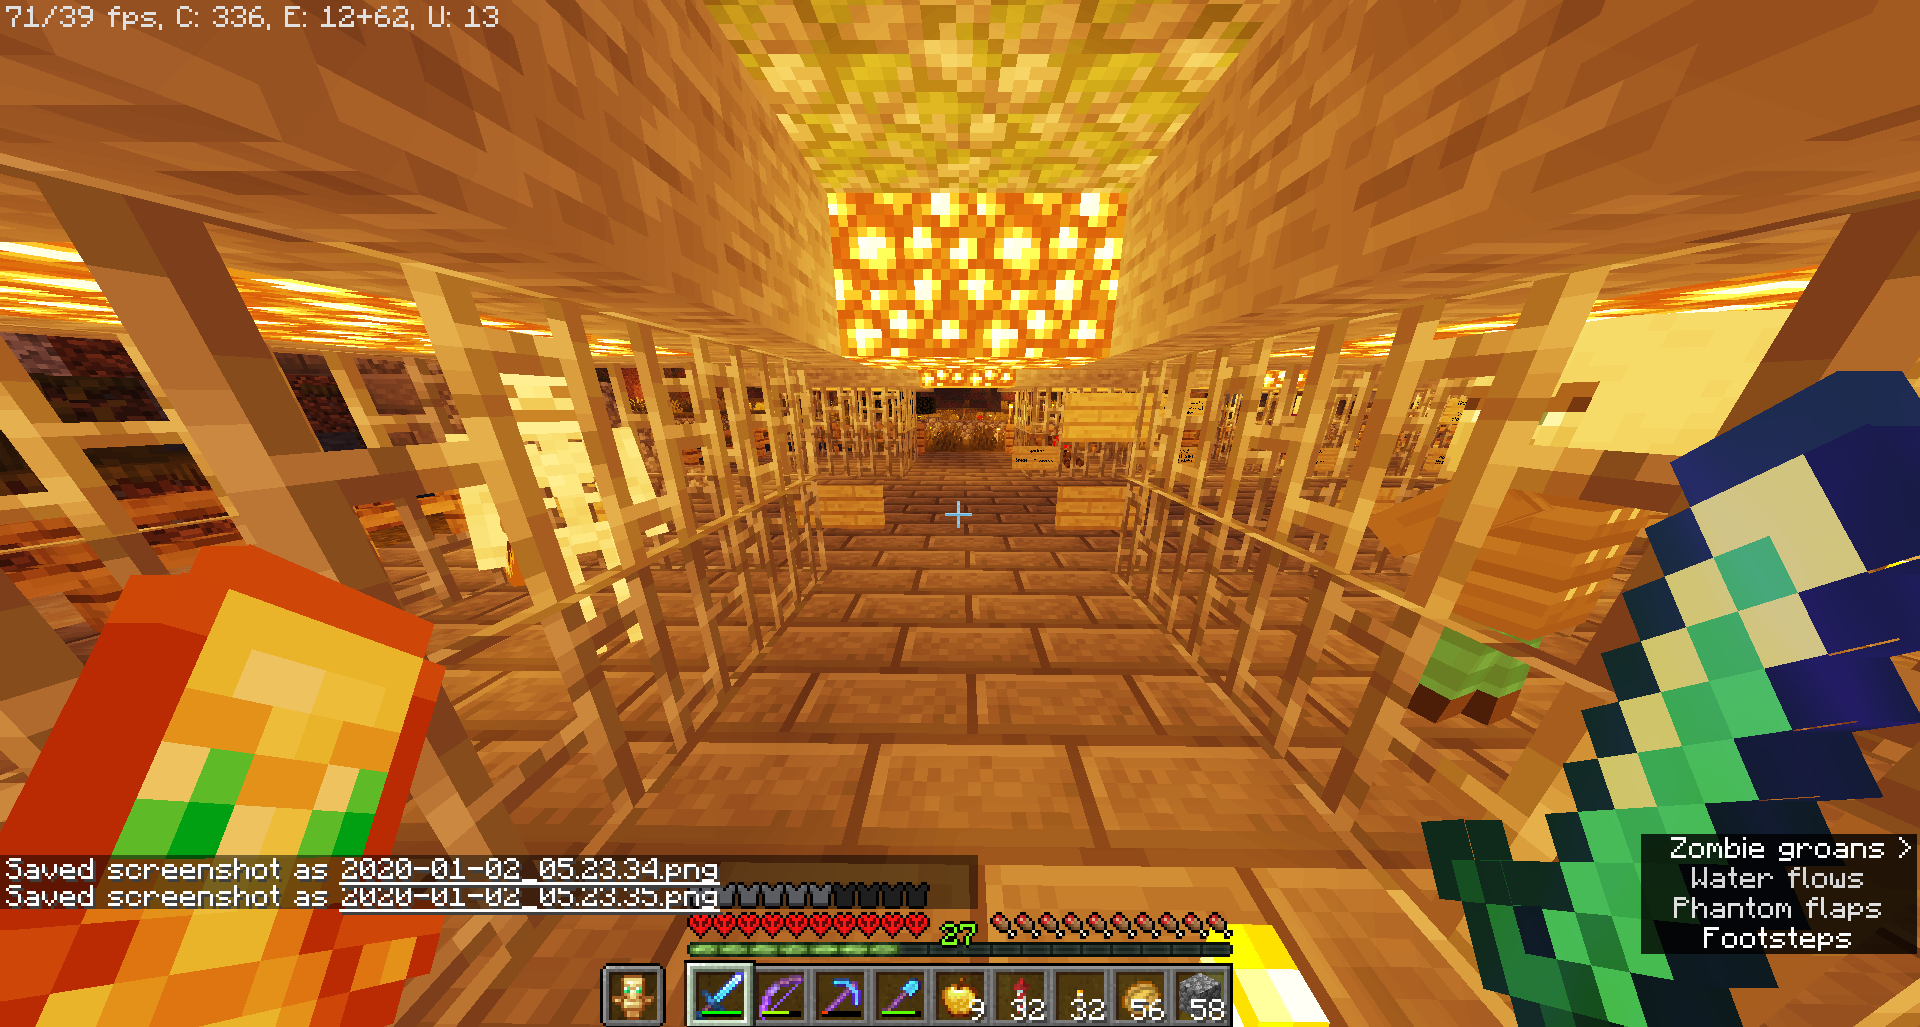 71/39 fps, C: 336, E: 12+62, U: 13
Saved screenshot as 2020-01-02_05.23.34.png
Saved screenshot as 2020-01-02_05.23.35.png
Zombie groans >
Water flows
Phantom flaps
Footsteps
27
9
32
32
56
58